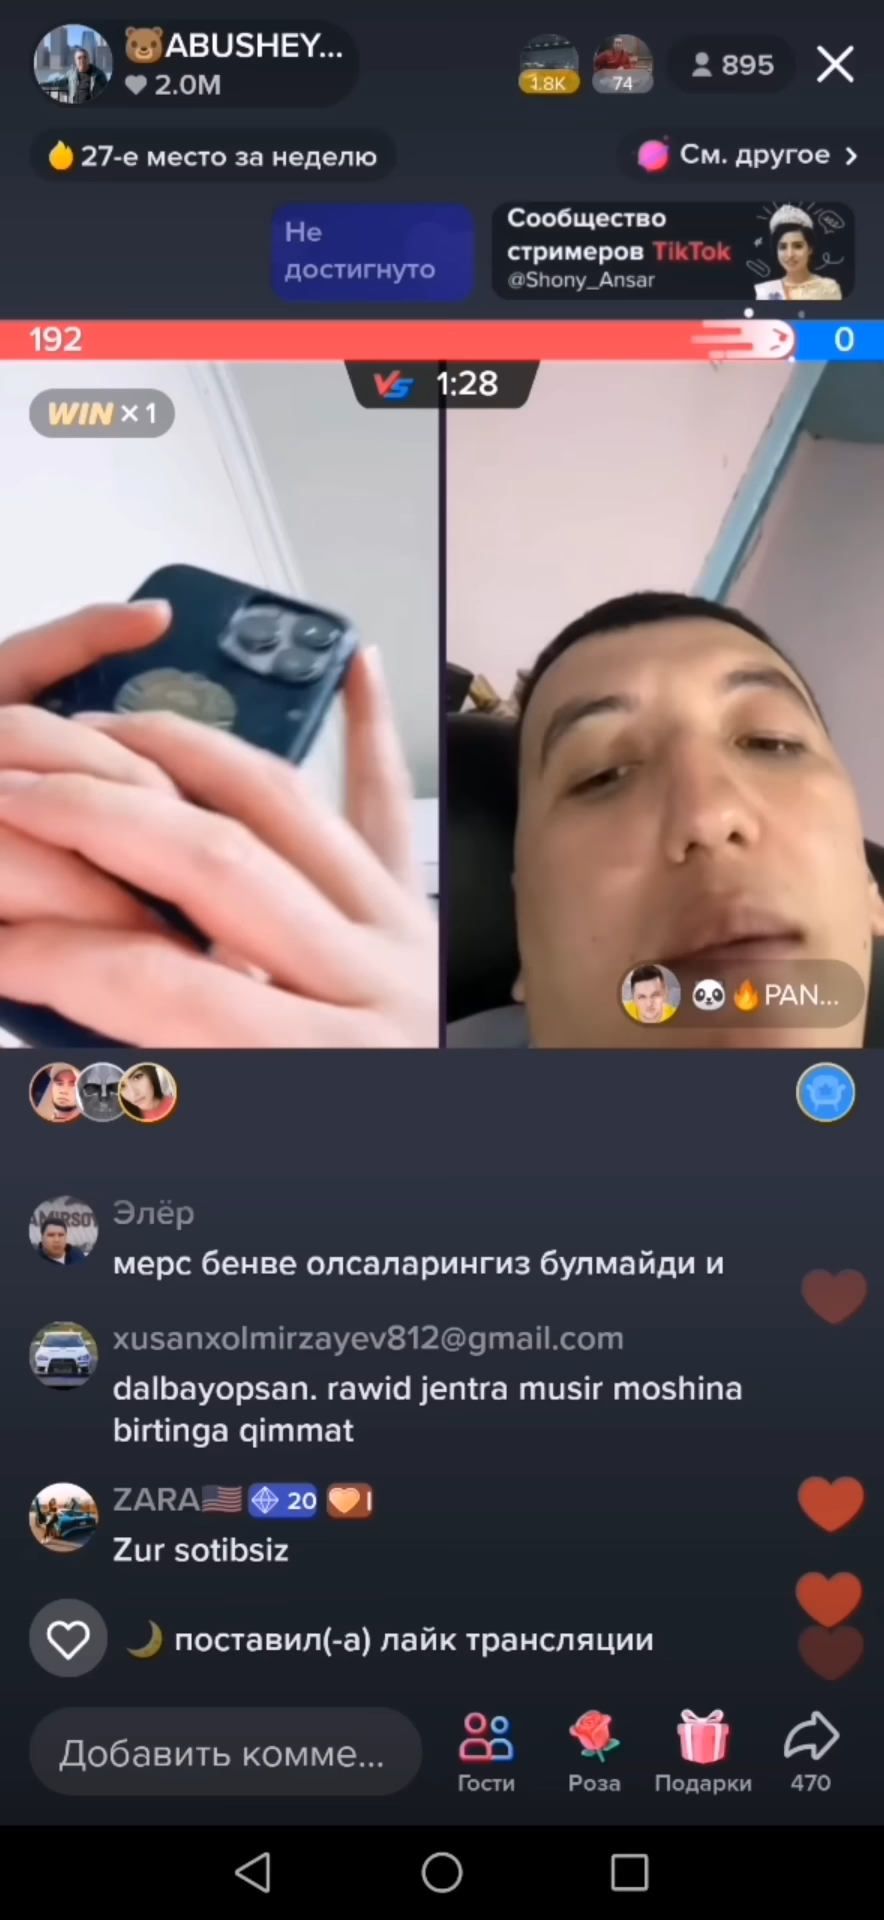 🐻ABUSHEY...
2.0M
1.8K
74
895
27-е место за неделю
См. другое
Не
достигнуто
Сообщество
стримеров TikTok
@Shony_Ansar
192
0
WIN × 1
VS 1:28
🐼🔥PAN...
Элёр
мерс бенве олсаларингиз булмайди и
xusanxolmirzayev812@gmail.com
dalbayopsan. rawid jentra musir moshina
birtinga qimmat
ZARA🇺🇸 20 I
Zur sotibsiz
🌙 поставил(-а) лайк трансляции
Добавить комме...
Гости
Роза
Подарки
470